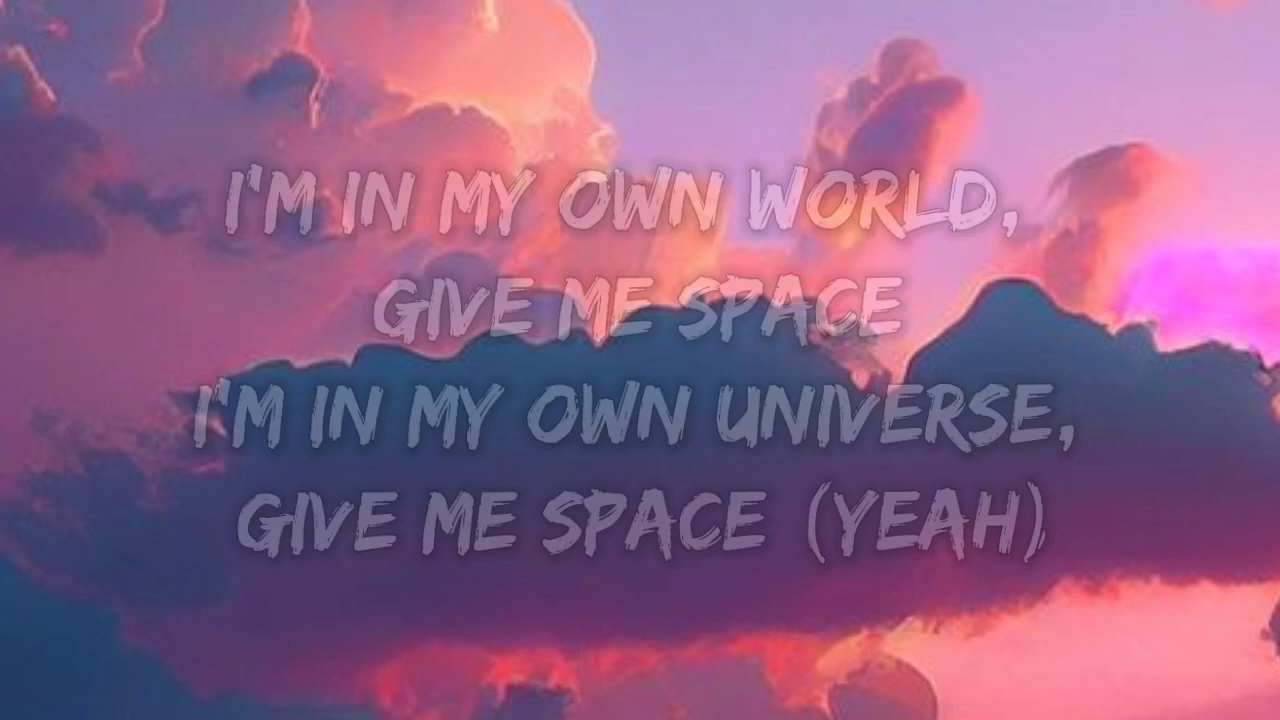 I'M IN MY OWN WORLD,
GIVE ME SPACE
I'M IN MY OWN UNIVERSE,
GIVE ME SPACE (YEAH)